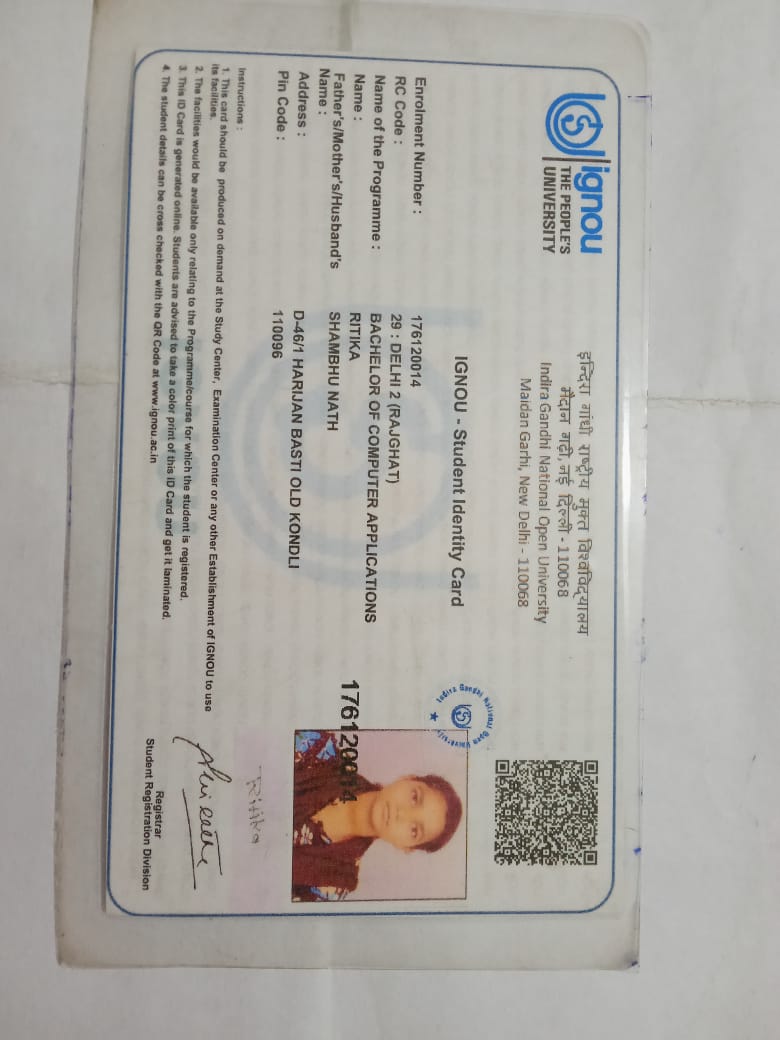 ignou
THE PEOPLE'S
UNIVERSITY
इन्दिरा गांधी राष्ट्रीय मुक्त विश्वविद्यालय
मैदान गढ़ी, नई दिल्ली - 110068
Indira Gandhi National Open University
Maidan Garhi, New Delhi - 110068
IGNOU - Student Identity Card
Indira Gandhi National Open University
Enrolment Number : 176120014
RC Code : 29 : DELHI 2 (RAJGHAT)
Name of the Programme : BACHELOR OF COMPUTER APPLICATIONS
Name : RITIKA
Father's/Mother's/Husband's SHAMBHU NATH
Name :
Address : D-46/1 HARIJAN BASTI OLD KONDLI
Pin Code : 110096
176120014
Ritika
Instructions :
1. This card should be produced on demand at the Study Center, Examination Center or any other Establishment of IGNOU to use
its facilities.
2. The facilities would be available only relating to the Programme/course for which the student is registered.
3. This ID Card is generated online. Students are advised to take a color print of this ID Card and get it laminated.
4. The student details can be cross checked with the QR Code at www.ignou.ac.in
Registrar
Student Registration Division